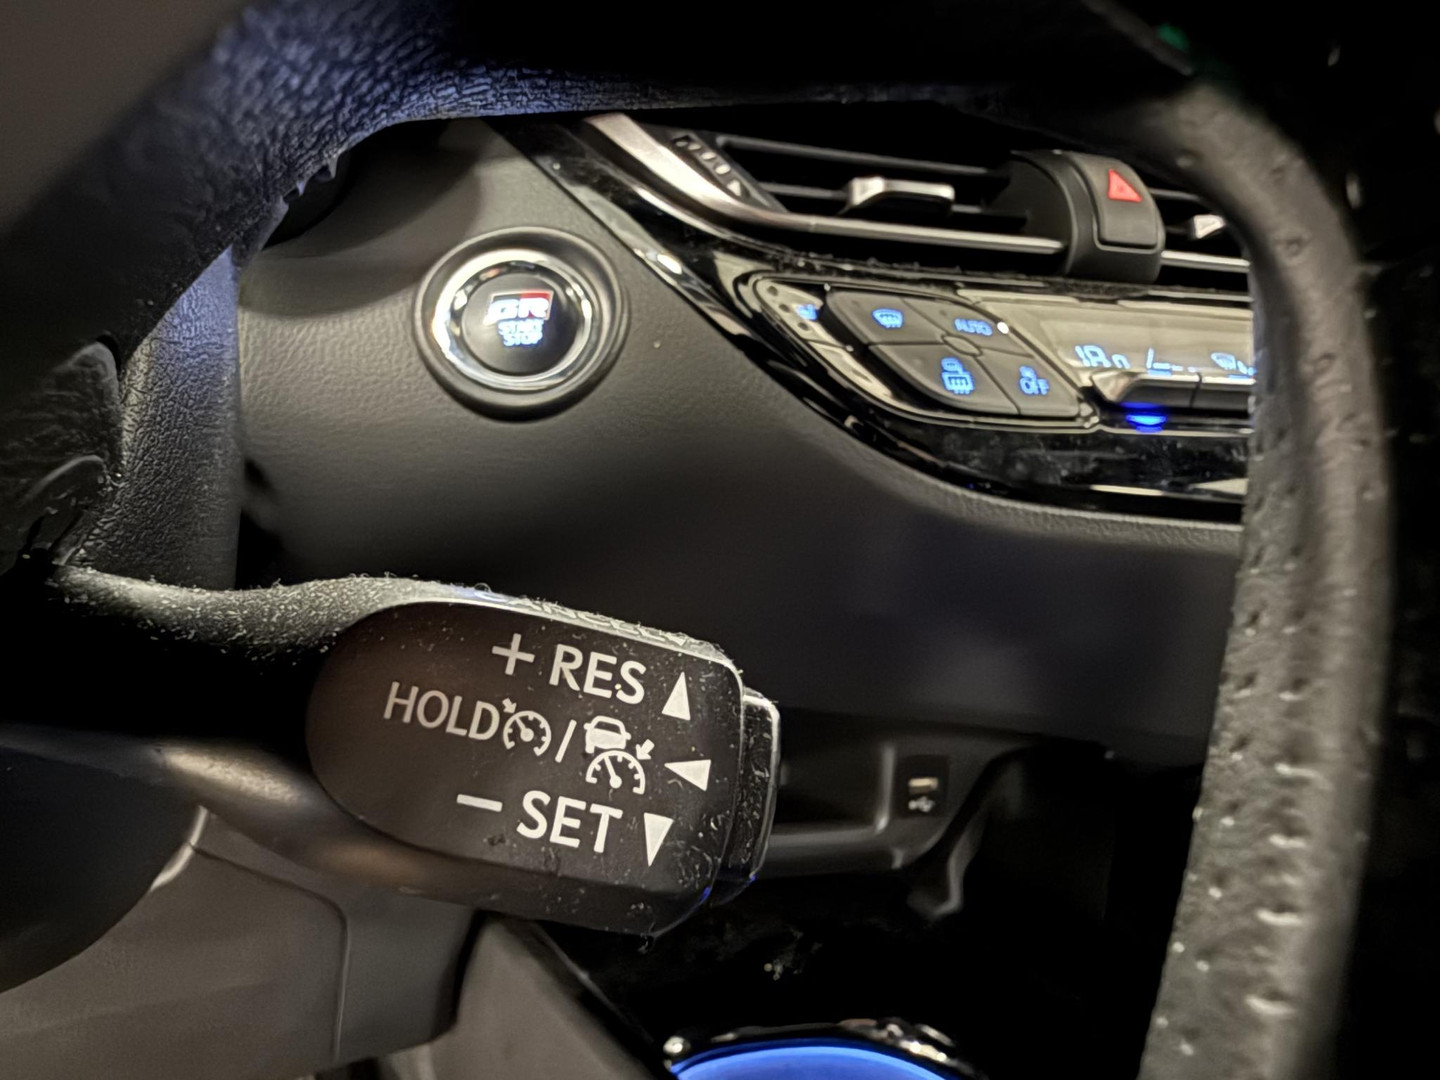 GR
START
STOP
AUTO
OFF
+ RES ▲
HOLD / ◀
− SET ▼